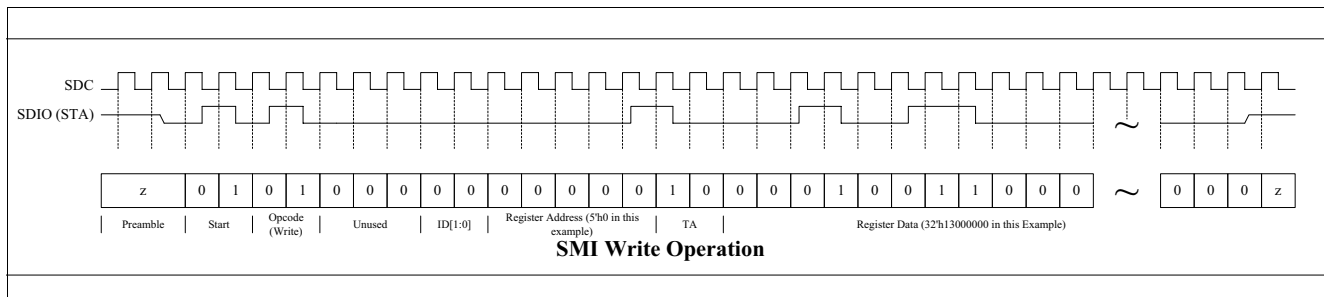 SDC
SDIO (STA)
~
z 0 1 0 1 0 0 0 0 0 0 0 0 0 0 1 0 0 0 0 1 0 0 1 1 0 0 0 ~ 0 0 0 z
Preamble Start Opcode (Write) Unused ID[1:0] Register Address (5'h0 in this example) TA Register Data (32'h13000000 in this Example)
SMI Write Operation